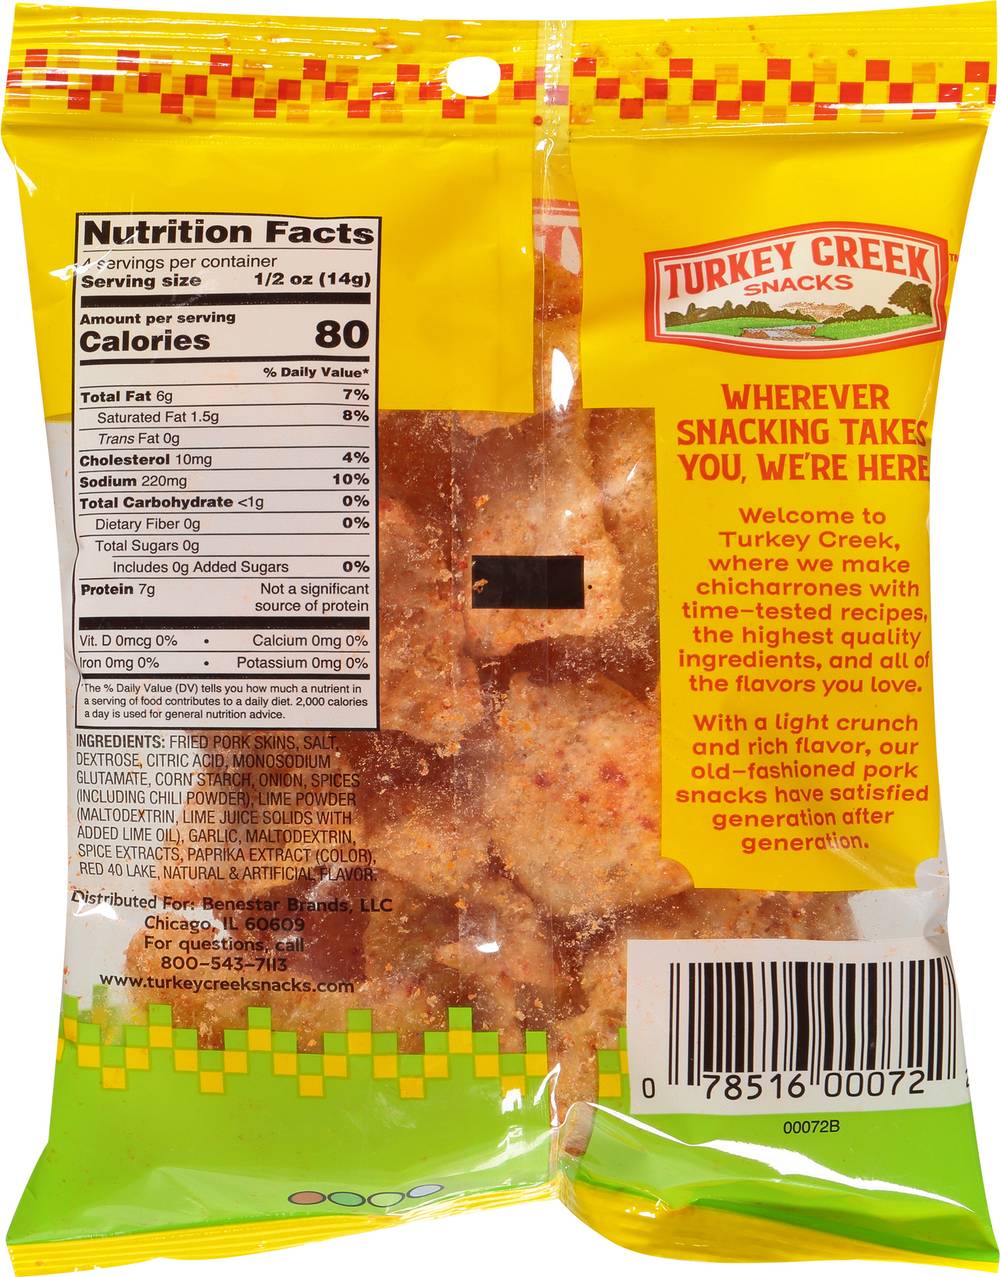 Nutrition Facts
4 servings per container
Serving size 1/2 oz (14g)
Amount per serving
Calories 80
% Daily Value*
Total Fat 6g 7%
Saturated Fat 1.5g 8%
Trans Fat 0g
Cholesterol 10mg 4%
Sodium 220mg 10%
Total Carbohydrate <1g 0%
Dietary Fiber 0g 0%
Total Sugars 0g
Includes 0g Added Sugars 0%
Protein 7g Not a significant
source of protein
Vit. D 0mcg 0% • Calcium 0mg 0%
Iron 0mg 0% • Potassium 0mg 0%
*The % Daily Value (DV) tells you how much a nutrient in
a serving of food contributes to a daily diet. 2,000 calories
a day is used for general nutrition advice.
INGREDIENTS: FRIED PORK SKINS, SALT,
DEXTROSE, CITRIC ACID, MONOSODIUM
GLUTAMATE, CORN STARCH, ONION, SPICES
(INCLUDING CHILI POWDER), LIME POWDER
(MALTODEXTRIN, LIME JUICE SOLIDS WITH
ADDED LIME OIL), GARLIC, MALTODEXTRIN,
SPICE EXTRACTS, PAPRIKA EXTRACT (COLOR),
RED 40 LAKE, NATURAL & ARTIFICIAL FLAVOR.
Distributed For: Benestar Brands, LLC
Chicago, IL 60609
For questions, call
800-543-7113
www.turkeycreeksnacks.com
TURKEY CREEK ™
SNACKS
WHEREVER
SNACKING TAKES
YOU, WE'RE HERE
Welcome to
Turkey Creek,
where we make
chicharrones with
time-tested recipes,
the highest quality
ingredients, and all of
the flavors you love.
With a light crunch
and rich flavor, our
old-fashioned pork
snacks have satisfied
generation after
generation.
0 78516 00072
00072B